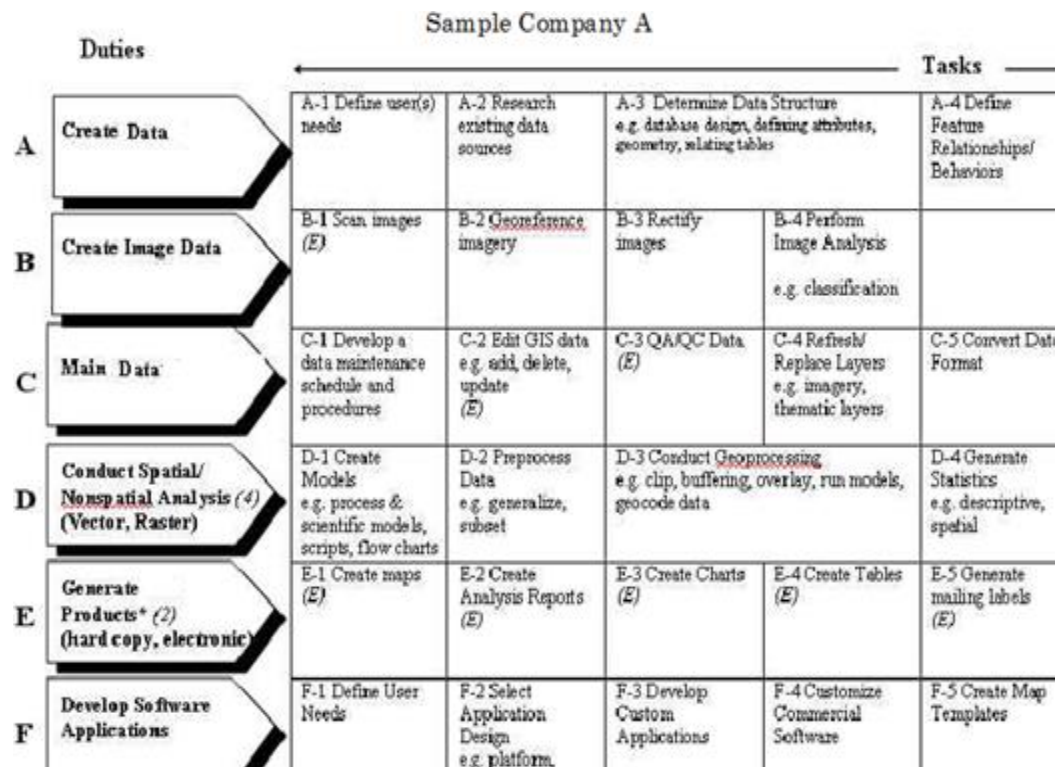 Sample Company A
Duties
Tasks
A
Create Data
A-1 Define user(s)
needs
A-2 Research
existing data
sources
A-3 Determine Data Structure
e.g. database design, defining attributes,
geometry, relating tables
A-4 Define
Feature
Relationships/
Behaviors
B
Create Image Data
B-1 Scan images
(E)
B-2 Georeference
imagery
B-3 Rectify
images
B-4 Perform
Image Analysis
e.g. classification
C
Main Data
C-1 Develop a
data maintenance
schedule and
procedures
C-2 Edit GIS data
e.g. add, delete,
update
(E)
C-3 QA/QC Data
(E)
C-4 Refresh/
Replace Layers
e.g. imagery,
thematic layers
C-5 Convert Data
Format
D
Conduct Spatial/
Nonspatial Analysis (4)
(Vector, Raster)
D-1 Create
Models
e.g. process &
scientific models,
scripts, flow charts
D-2 Preprocess
Data
e.g. generalize,
subset
D-3 Conduct Geoprocessing
e.g. clip, buffering, overlay, run models,
geocode data
D-4 Generate
Statistics
e.g. descriptive,
spatial
E
Generate
Products* (2)
(hard copy, electronic)
E-1 Create maps
(E)
E-2 Create
Analysis Reports
(E)
E-3 Create Charts
(E)
E-4 Create Tables
(E)
E-5 Generate
mailing labels
(E)
F
Develop Software
Applications
F-1 Define User
Needs
F-2 Select
Application
Design
e.g. platform,
F-3 Develop
Custom
Applications
F-4 Customize
Commercial
Software
F-5 Create Map
Templates